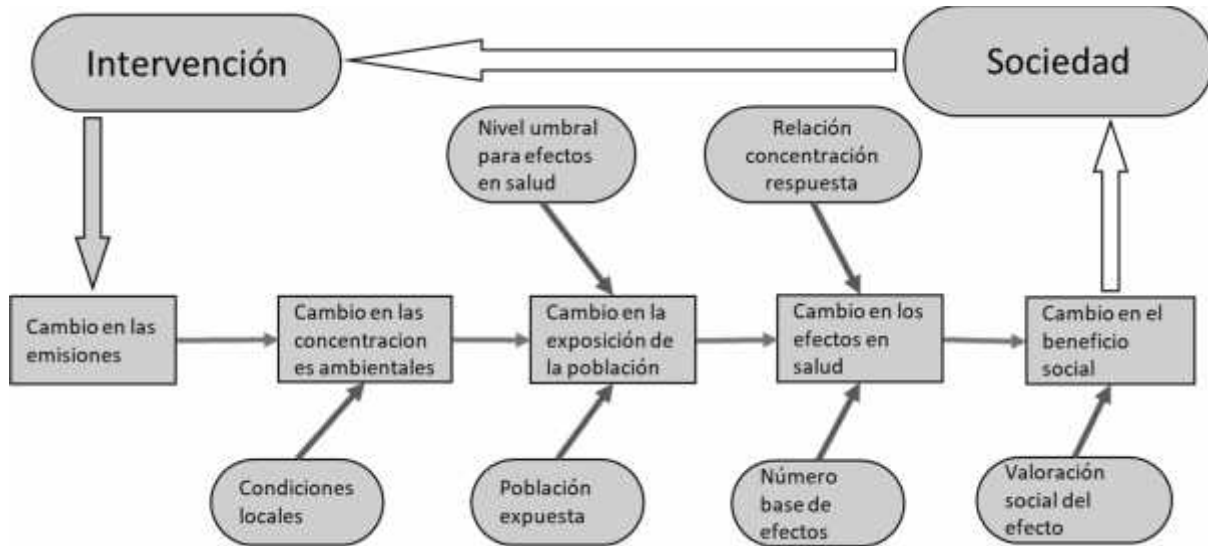 Intervención
Sociedad
Nivel umbral
para efectos
en salud
Relación
concentración
respuesta
Cambio en las
emisiones
Cambio en las
concentracion
es ambientales
Cambio en la
exposición de
la población
Cambio en los
efectos en
salud
Cambio en el
beneficio
social
Condiciones
locales
Población
expuesta
Número
base de
efectos
Valoración
social del
efecto